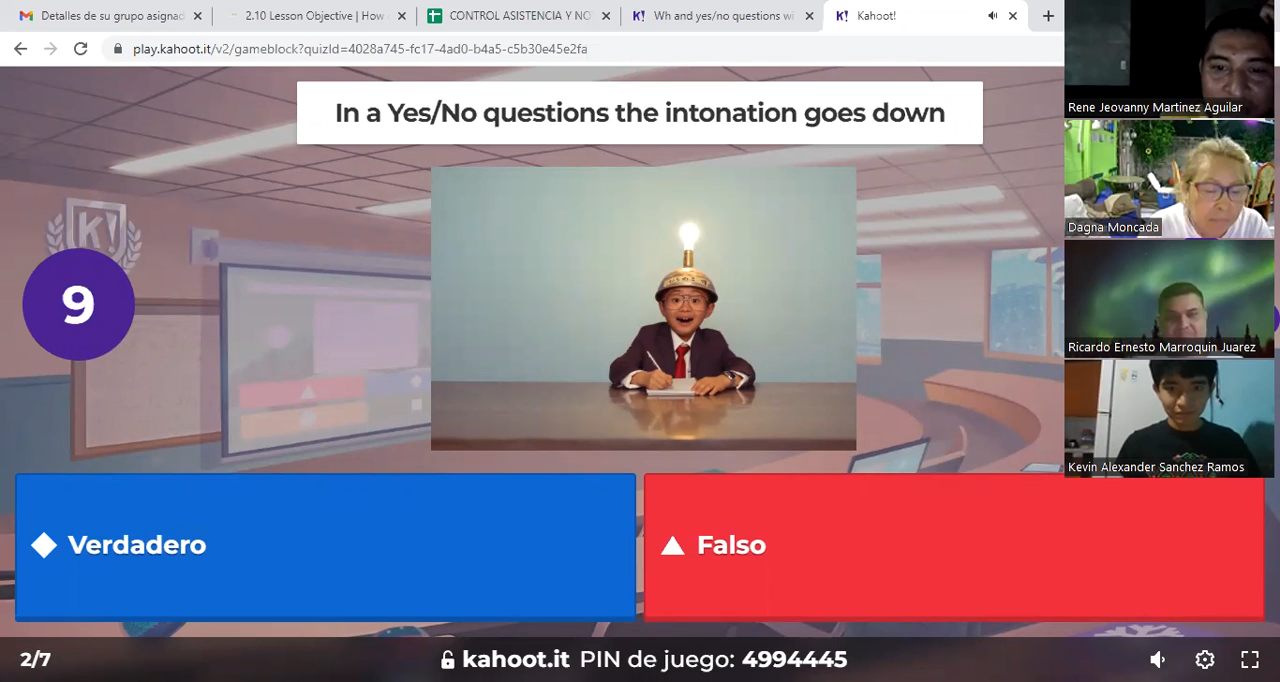 Detalles de su grupo asignad
2.10 Lesson Objective | How
CONTROL ASISTENCIA Y NO
Wh and yes/no questions wi
Kahoot!
play.kahoot.it/v2/gameblock?quizId=4028a745-fc17-4ad0-b4a5-c5b30e45e2fa
In a Yes/No questions the intonation goes down
K!
9
Verdadero
Falso
2/7
kahoot.it PIN de juego: 4994445
Rene Jeovanny Martinez Aguilar
Dagna Moncada
Ricardo Ernesto Marroquin Juarez
Kevin Alexander Sanchez Ramos